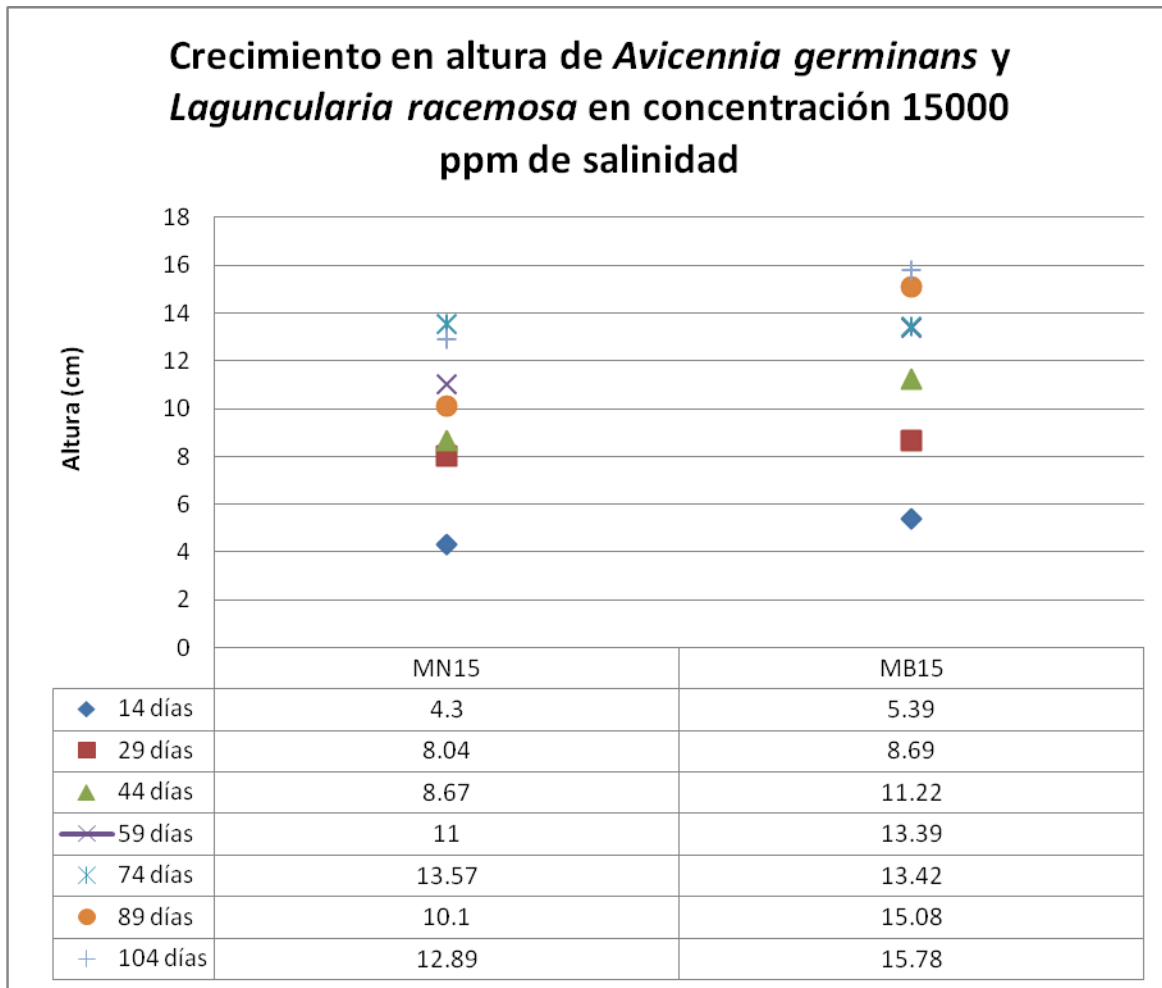 Crecimiento en altura de Avicennia germinans y
Laguncularia racemosa en concentración 15000
ppm de salinidad
Altura (cm)
18
16
14
12
10
8
6
4
2
0
MN15 MB15
14 días 4.3 5.39
29 días 8.04 8.69
44 días 8.67 11.22
59 días 11 13.39
74 días 13.57 13.42
89 días 10.1 15.08
104 días 12.89 15.78